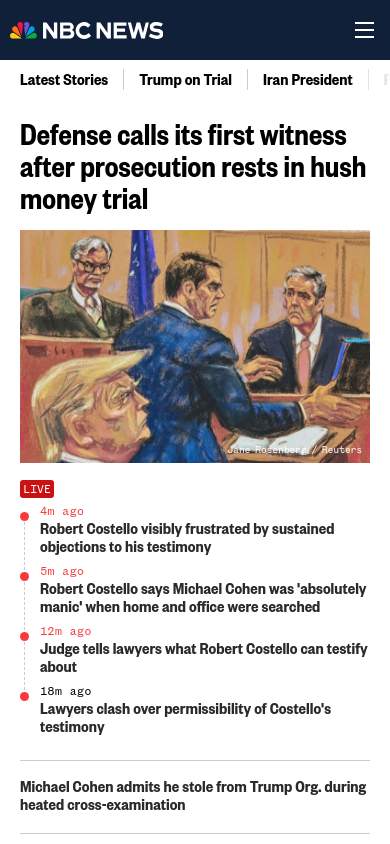 NBC NEWS
Latest Stories
Trump on Trial
Iran President
Defense calls its first witness
after prosecution rests in hush
money trial
Jane Rosenberg / Reuters
LIVE
4m ago
Robert Costello visibly frustrated by sustained
objections to his testimony
5m ago
Robert Costello says Michael Cohen was 'absolutely
manic' when home and office were searched
12m ago
Judge tells lawyers what Robert Costello can testify
about
18m ago
Lawyers clash over permissibility of Costello's
testimony
Michael Cohen admits he stole from Trump Org. during
heated cross-examination